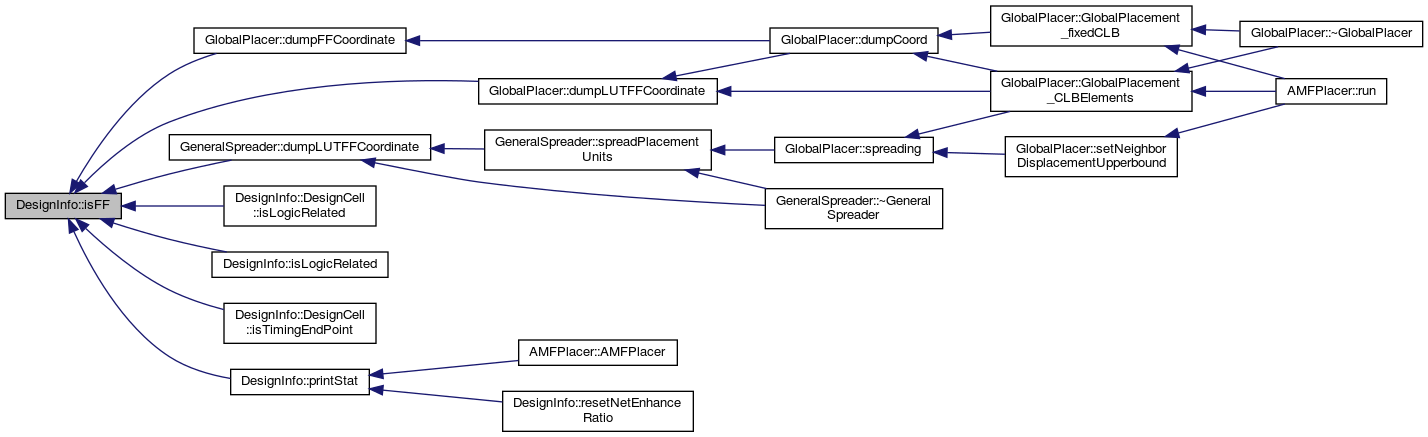 DesignInfo::isFF
GlobalPlacer::dumpFFCoordinate
GlobalPlacer::dumpLUTFFCoordinate
GeneralSpreader::dumpLUTFFCoordinate
DesignInfo::DesignCell
::isLogicRelated
DesignInfo::isLogicRelated
DesignInfo::DesignCell
::isTimingEndPoint
DesignInfo::printStat
GlobalPlacer::dumpCoord
GeneralSpreader::spreadPlacement
Units
GlobalPlacer::spreading
GeneralSpreader::~General
Spreader
AMFPlacer::AMFPlacer
DesignInfo::resetNetEnhance
Ratio
GlobalPlacer::GlobalPlacement
_fixedCLB
GlobalPlacer::GlobalPlacement
_CLBElements
GlobalPlacer::setNeighbor
DisplacementUpperbound
GlobalPlacer::~GlobalPlacer
AMFPlacer::run